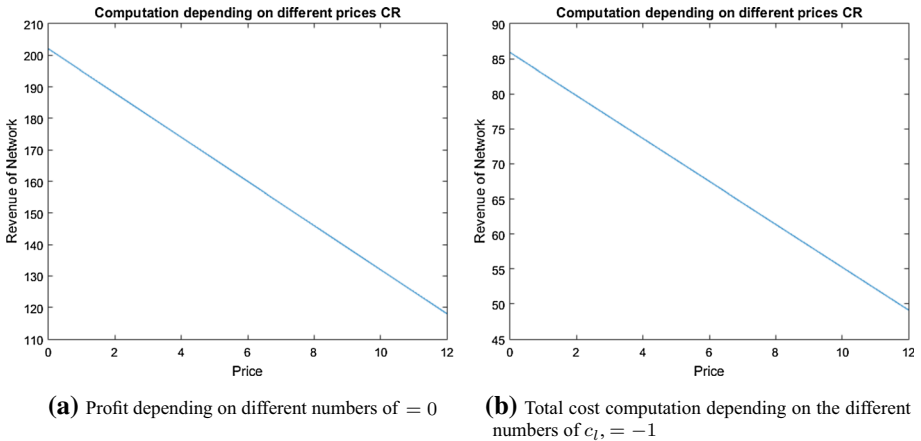 Computation depending on different prices CR
210
200
190
180
170
160
150
140
130
120
110
Revenue of Network
0 2 4 6 8 10 12
Price
(a) Profit depending on different numbers of = 0
Computation depending on different prices CR
90
85
80
75
70
65
60
55
50
45
Revenue of Network
0 2 4 6 8 10 12
Price
(b) Total cost computation depending on the different
numbers of c_l, = −1